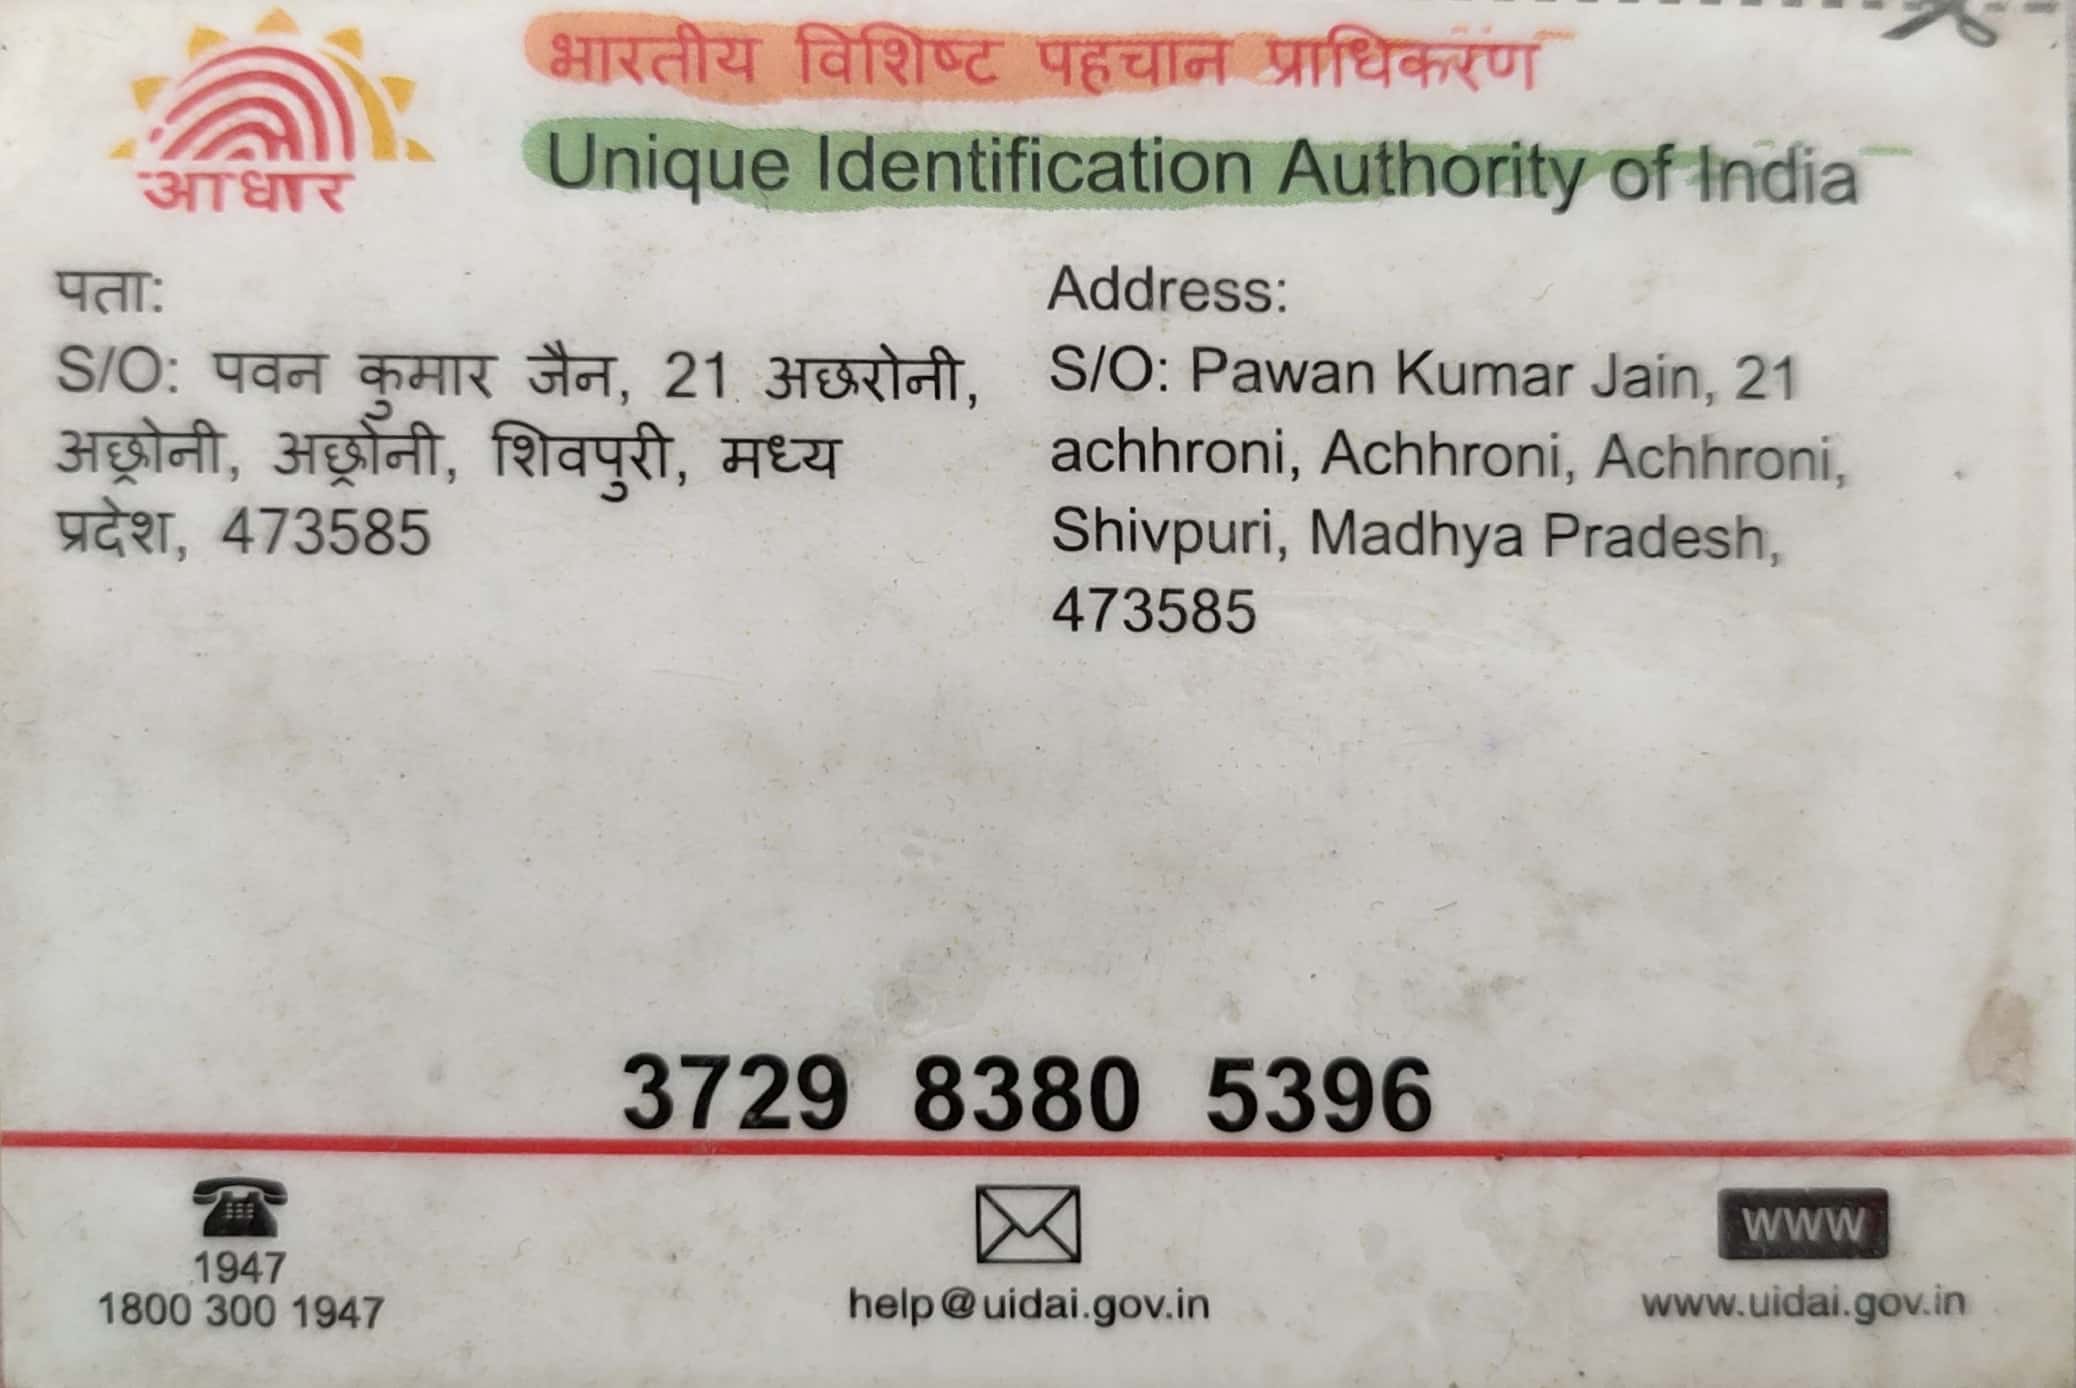 आधार
भारतीय विशिष्ट पहचान प्राधिकरण
Unique Identification Authority of India
पता:
S/O: पवन कुमार जैन, 21 अछरोनी,
अछ्रोनी, अछ्रोनी, शिवपुरी, मध्य
प्रदेश, 473585
Address:
S/O: Pawan Kumar Jain, 21
achhroni, Achhroni, Achhroni,
Shivpuri, Madhya Pradesh,
473585
3729 8380 5396
1947
1800 300 1947
help@uidai.gov.in
WWW
www.uidai.gov.in